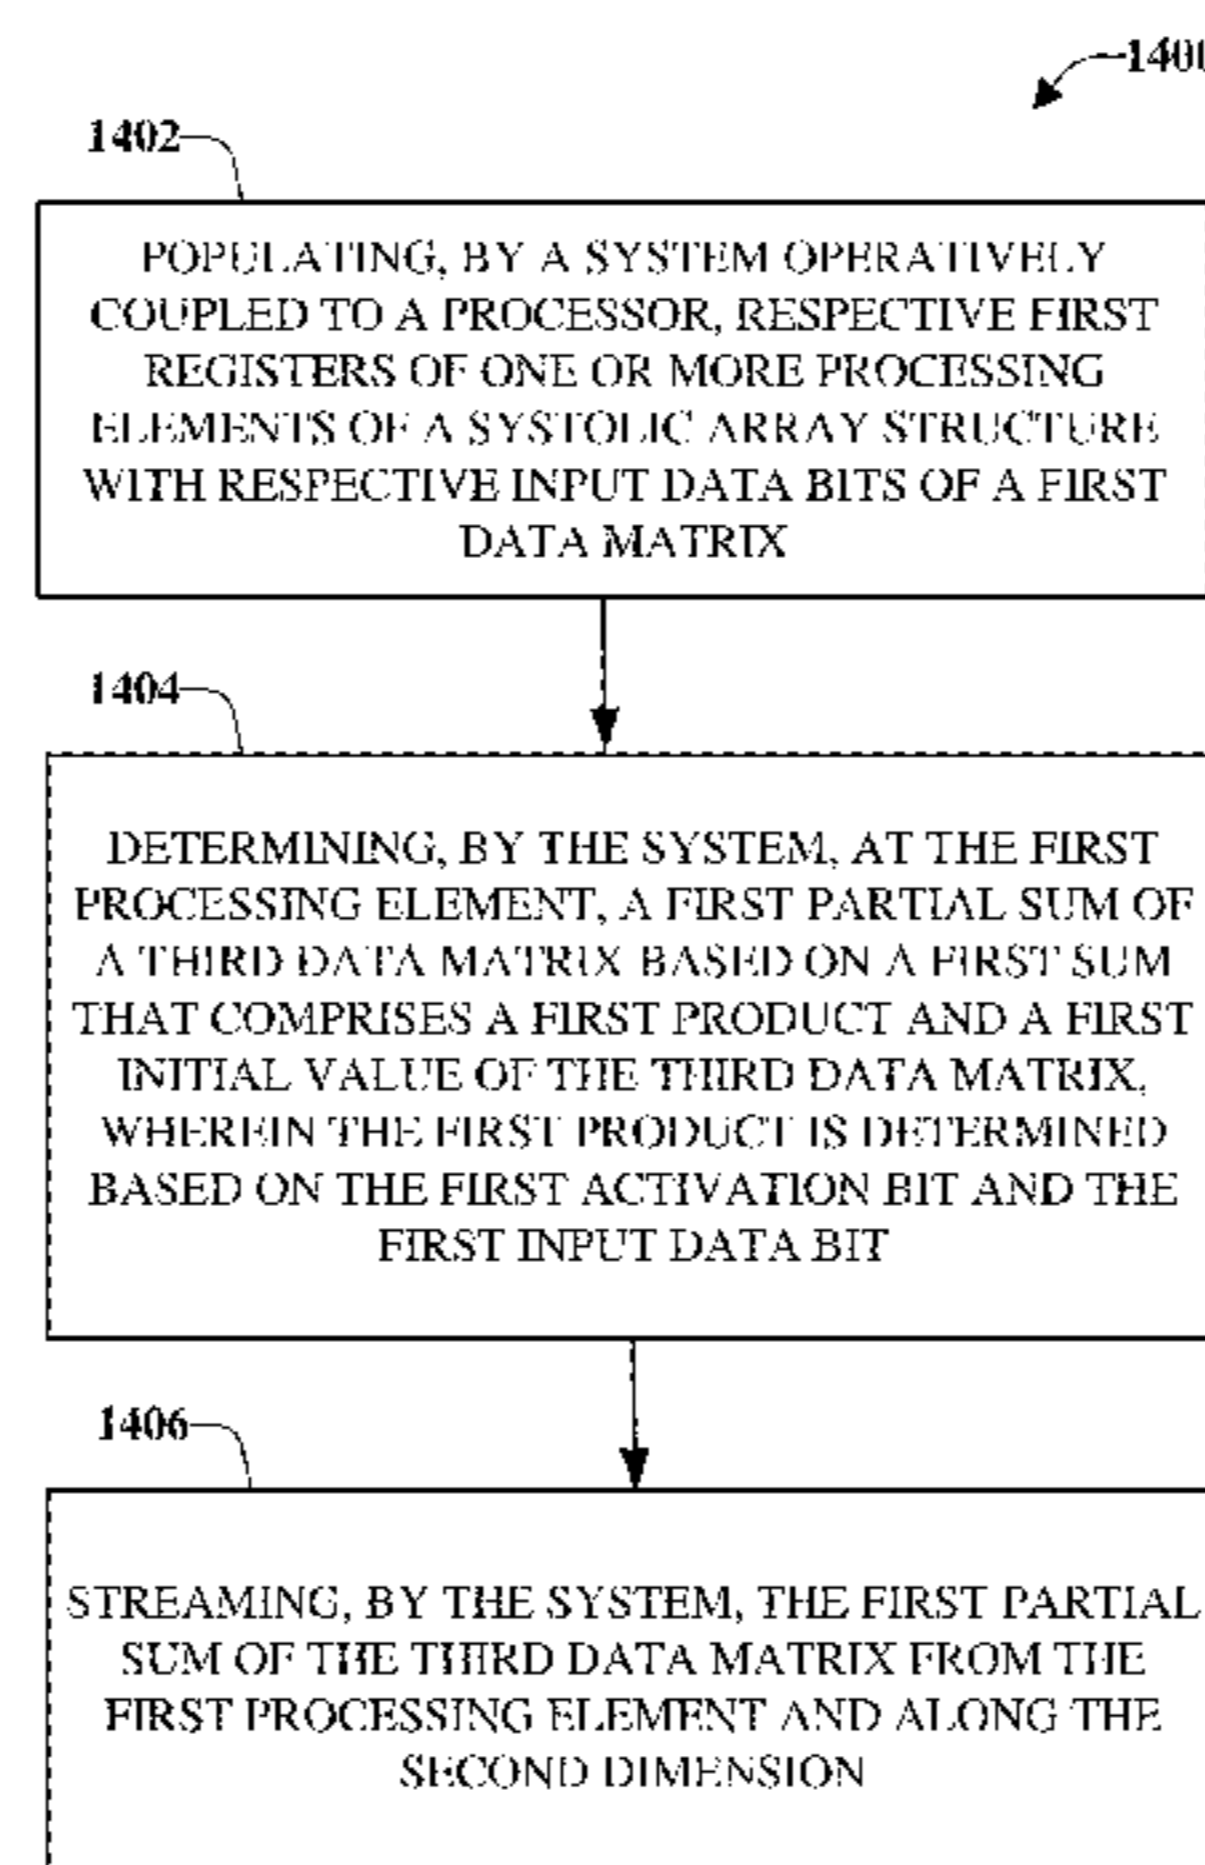 1400
1402
POPULATING, BY A SYSTEM OPERATIVELY
COUPLED TO A PROCESSOR, RESPECTIVE FIRST
REGISTERS OF ONE OR MORE PROCESSING
ELEMENTS OF A SYSTOLIC ARRAY STRUCTURE
WITH RESPECTIVE INPUT DATA BITS OF A FIRST
DATA MATRIX
1404
DETERMINING, BY THE SYSTEM, AT THE FIRST
PROCESSING ELEMENT, A FIRST PARTIAL SUM OF
A THIRD DATA MATRIX BASED ON A FIRST SUM
THAT COMPRISES A FIRST PRODUCT AND A FIRST
INITIAL VALUE OF THE THIRD DATA MATRIX,
WHEREIN THE FIRST PRODUCT IS DETERMINED
BASED ON THE FIRST ACTIVATION BIT AND THE
FIRST INPUT DATA BIT
1406
STREAMING, BY THE SYSTEM, THE FIRST PARTIAL
SUM OF THE THIRD DATA MATRIX FROM THE
FIRST PROCESSING ELEMENT AND ALONG THE
SECOND DIMENSION